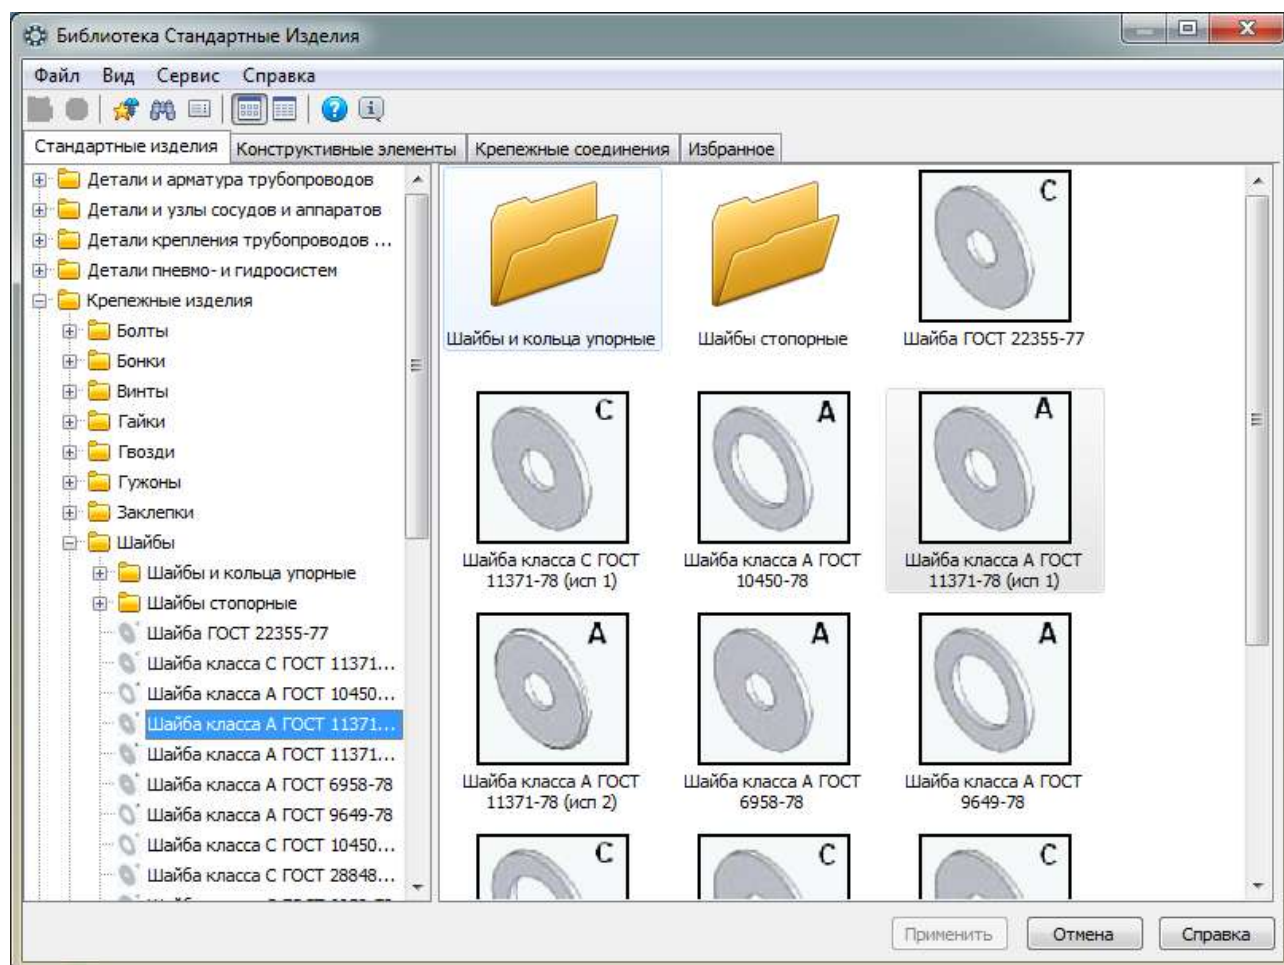 Библиотека Стандартные Изделия
Файл Вид Сервис Справка
Стандартные изделия Конструктивные элементы Крепежные соединения Избранное
Детали и арматура трубопроводов
Детали и узлы сосудов и аппаратов
Детали крепления трубопроводов ...
Детали пневмо- и гидросистем
Крепежные изделия
Болты
Бонки
Винты
Гайки
Гвозди
Гужоны
Заклепки
Шайбы
Шайбы и кольца упорные
Шайбы стопорные
Шайба ГОСТ 22355-77
Шайба класса C ГОСТ 11371...
Шайба класса A ГОСТ 10450...
Шайба класса A ГОСТ 11371...
Шайба класса A ГОСТ 11371...
Шайба класса A ГОСТ 6958-78
Шайба класса A ГОСТ 9649-78
Шайба класса C ГОСТ 10450...
Шайба класса C ГОСТ 28848...
C
Шайбы и кольца упорные
Шайбы стопорные
Шайба ГОСТ 22355-77
C
A
A
Шайба класса C ГОСТ
11371-78 (исп 1)
Шайба класса A ГОСТ
10450-78
Шайба класса A ГОСТ
11371-78 (исп 1)
A
A
A
Шайба класса A ГОСТ
11371-78 (исп 2)
Шайба класса A ГОСТ
6958-78
Шайба класса A ГОСТ
9649-78
C
C
C
Применить Отмена Справка